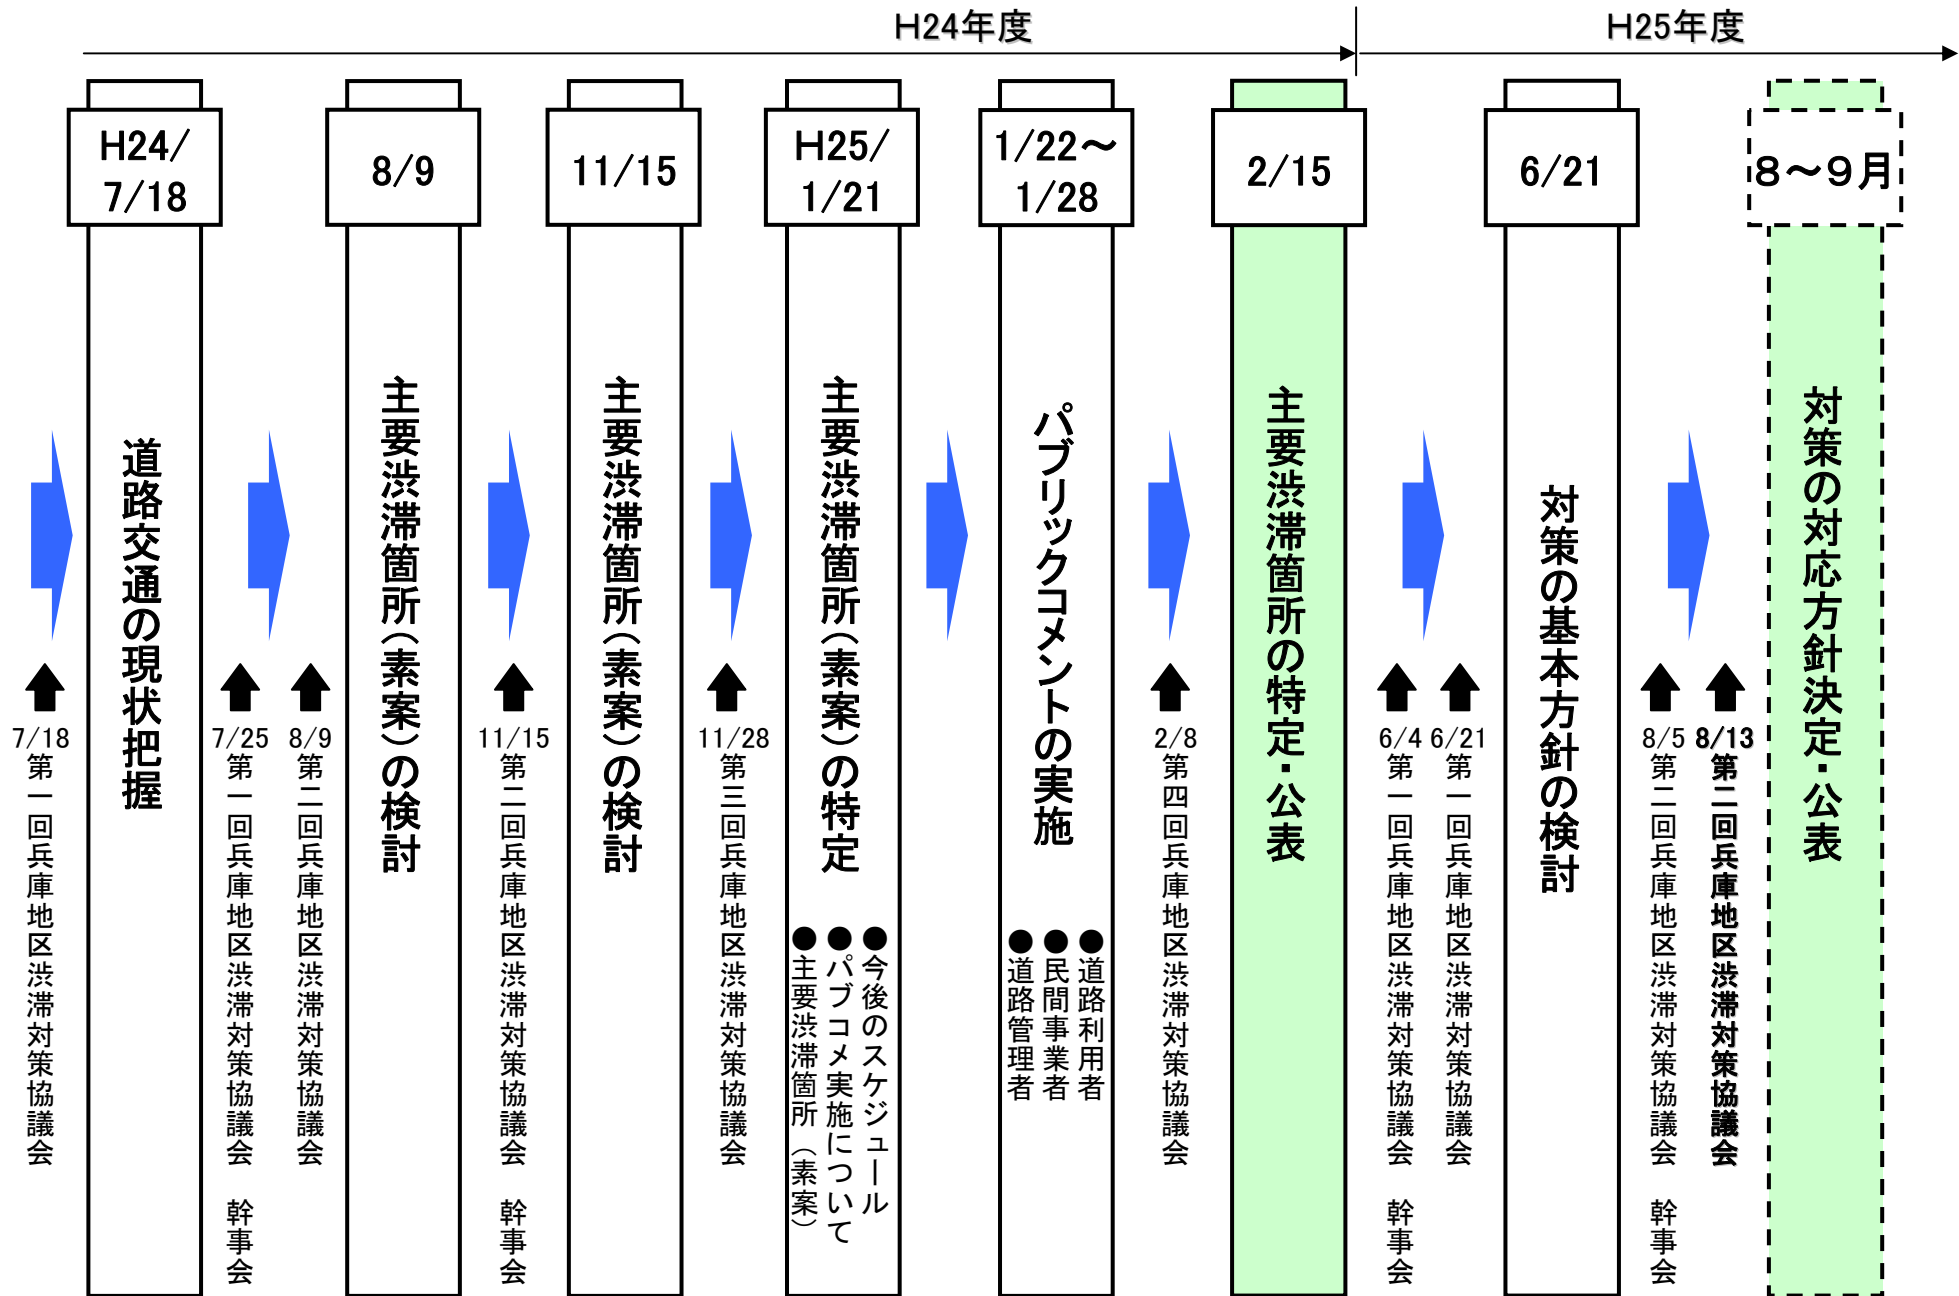 H24年度
H25年度
H24/
7/18
8/9
11/15
H25/
1/21
1/22～
1/28
2/15
6/21
8～9月
道路交通の現状把握
主要渋滞箇所（素案）の検討
主要渋滞箇所（素案）の検討
主要渋滞箇所（素案）の特定
●今後のスケジュール
●パブコメ実施について
●主要渋滞箇所（素案）
パブリックコメントの実施
●道路利用者
●民間事業者
●道路管理者
主要渋滞箇所の特定・公表
対策の基本方針の検討
対策の対応方針決定・公表
7/18
第一回兵庫地区渋滞対策協議会
7/25
第一回兵庫地区渋滞対策協議会　幹事会
8/9
第二回兵庫地区渋滞対策協議会
11/15
第二回兵庫地区渋滞対策協議会　幹事会
11/28
第三回兵庫地区渋滞対策協議会
2/8
第四回兵庫地区渋滞対策協議会
6/4
第一回兵庫地区渋滞対策協議会　幹事会
6/21
第一回兵庫地区渋滞対策協議会
8/5
第二回兵庫地区渋滞対策協議会　幹事会
8/13
第二回兵庫地区渋滞対策協議会